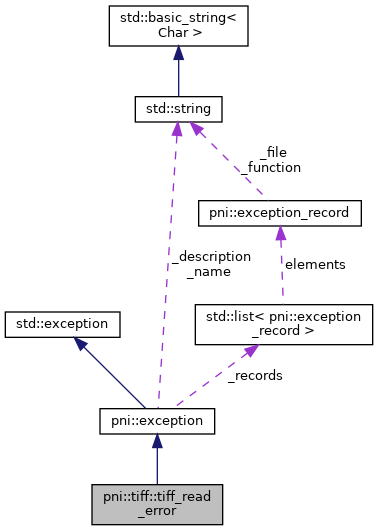 std::basic_string<
Char >
std::string
_file
_function
pni::exception_record
_description
_name
elements
std::exception
std::list< pni::exception
_record >
_records
pni::exception
pni::tiff::tiff_read
_error